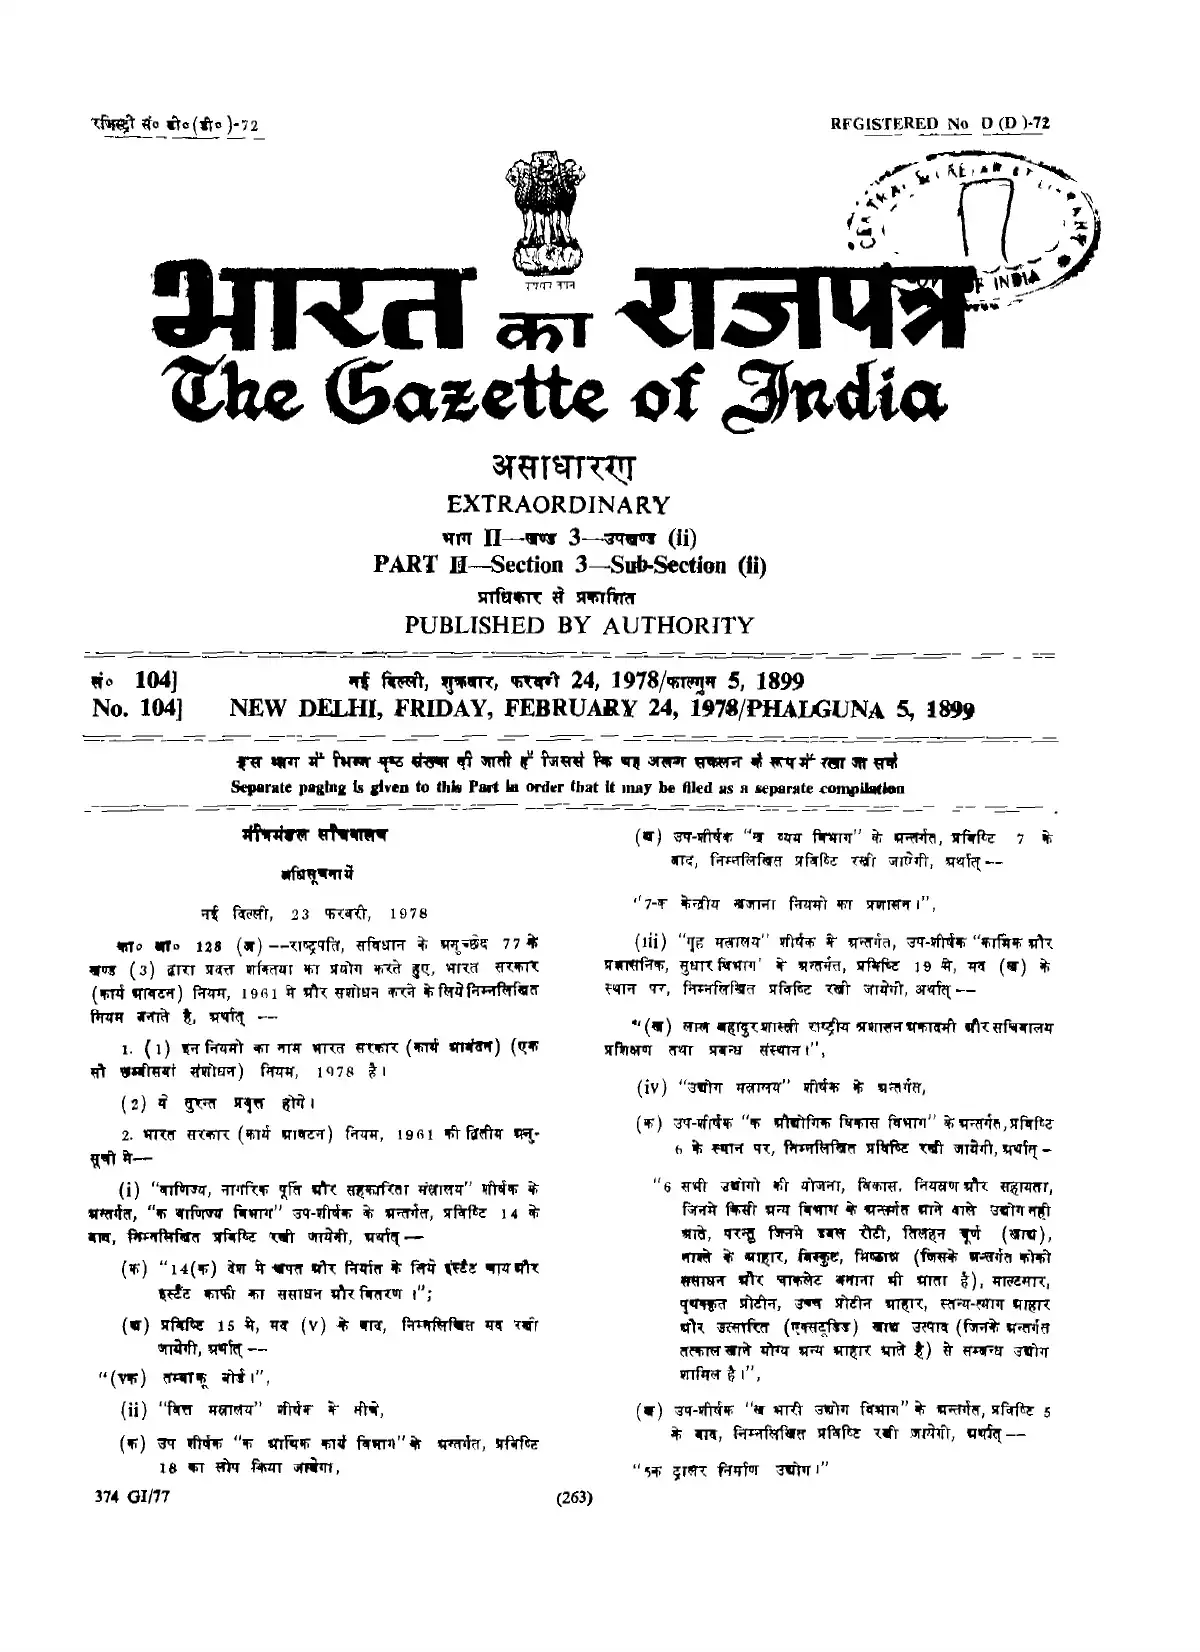 रजिस्ट्री सं० डी०(डी०)-72
REGISTERED No D (D)-72
CENTRAL SECRETARIAT LIBRARY
OF INDIA
भारत का राजपत्र
The Gazette of India
असाधारण
EXTRAORDINARY
भाग II—खण्ड 3—उपखण्ड (ii)
PART II—Section 3—Sub-Section (ii)
प्राधिकार से प्रकाशित
PUBLISHED BY AUTHORITY
सं० 104]
नई दिल्ली, शुक्रवार, फरवरी 24, 1978/फाल्गुन 5, 1899
No. 104]
NEW DELHI, FRIDAY, FEBRUARY 24, 1978/PHALGUNA 5, 1899
इस भाग में भिन्न पृष्ठ संख्या दी जाती है जिससे कि यह अलग संकलन के रूप में रखा जा सके
Separate paging is given to this Part in order that it may be filed as a separate compilation
मंत्रिमंडल सचिवालय
अधिसूचनायें
नई दिल्ली, 23 फरवरी, 1978
का० आ० 128 (अ)--राष्ट्रपति, संविधान के अनुच्छेद 77 के
खण्ड (3) द्वारा प्रदत्त शक्तियों का प्रयोग करते हुए, भारत सरकार
(कार्य आबंटन) नियम, 1961 में और संशोधन करने के लिये निम्नलिखित
नियम बनाते है, अर्थात् —
1. (1) इन नियमो का नाम भारत सरकार (कार्य आबंटन) (एक
सौ छब्बीसवां संशोधन) नियम, 1978 है।
(2) ये तुरन्त प्रवृत्त होंगे।
2. भारत सरकार (कार्य आबंटन) नियम, 1961 की द्वितीय अनु-
सूची मे—
(i) "वाणिज्य, नागरिक पूर्ति और सहकारिता मंत्रालय" शीर्षक के
अन्तर्गत, "क वाणिज्य विभाग" उप-शीर्षक के अन्तर्गत, प्रविष्टि 14 के
बाद, निम्नलिखित प्रविष्टि रखी जायेगी, अर्थात्—
(क) "14(क) देश मे खपत और निर्यात के लिये इंस्टैंट चाय और
इंस्टैंट काफी का संसाधन और वितरण ।";
(ख) प्रविष्टि 15 मे, मद (V) के बाद, निम्नलिखित मद रखी
जायेगी, अर्थात्--
"(Vक) तम्बाकू बोर्ड।",
(ii) "वित्त मंत्रालय" शीर्षक के नीचे,
(क) उप शीर्षक "क आर्थिक कार्य विभाग" के अन्तर्गत, प्रविष्टि
18 का लोप किया जायेगा,
374 GI/77
(ख) उप-शीर्षक "ख व्यय विभाग" के अन्तर्गत, प्रविष्टि 7 के
बाद, निम्नलिखित प्रविष्टि रखी जाएेगी, अर्थात्--
"7-क केन्द्रीय खजाना नियमो का प्रशासन।",
(iii) "गृह मंत्रालय" शीर्षक के अन्तर्गत, उप-शीर्षक "कार्मिक और
प्रशासनिक, सुधार विभाग' के अन्तर्गत, प्रविष्टि 19 मे, मद (ख) के
स्थान पर, निम्नलिखित प्रविष्टि रखी जायेगी, अर्थात्--
"(ख) लाल बहादुर शास्त्री राष्ट्रीय प्रशासन अकादमी और सचिवालय
प्रशिक्षण तथा प्रबन्ध संस्थान।",
(iv) "उद्योग मंत्रालय" शीर्षक के अन्तर्गत,
(क) उप-शीर्षक "क औद्योगिक विकास विभाग" के अन्तर्गत, प्रविष्टि
6 के स्थान पर, निम्नलिखित प्रविष्टि रखी जायेगी, अर्थात् -
"6 सभी उद्योगो की योजना, विकास, नियंत्रण और सहायता,
जिनमे किसी अन्य विभाग के अन्तर्गत आने वाले उद्योग नही
आते, परन्तु जिनमे डबल रोटी, तिलहन चूर्ण (खाद्य),
नाश्ते के आहार, बिस्कुट, मिष्ठान्न (जिसके अन्तर्गत कोको
संसाधन और चाकलेट बनाना भी आता है), माल्टसार,
पृथक्कृत प्रोटीन, उच्च प्रोटीन आहार, स्तन्य-त्याग आहार
और उत्सारित (एक्सट्रूडिड) खाद्य उत्पाद (जिनके अन्तर्गत
तत्काल खाने योग्य अन्य आहार आते है) से सम्बन्ध उद्योग
शामिल है।",
(ख) उप-शीर्षक "ख भारी उद्योग विभाग" के अन्तर्गत, प्रविष्टि 5
के बाद, निम्नलिखित प्रविष्टि रखी जायेगी, अर्थात्--
"5क ट्रालर निर्माण उद्योग।"
(263)